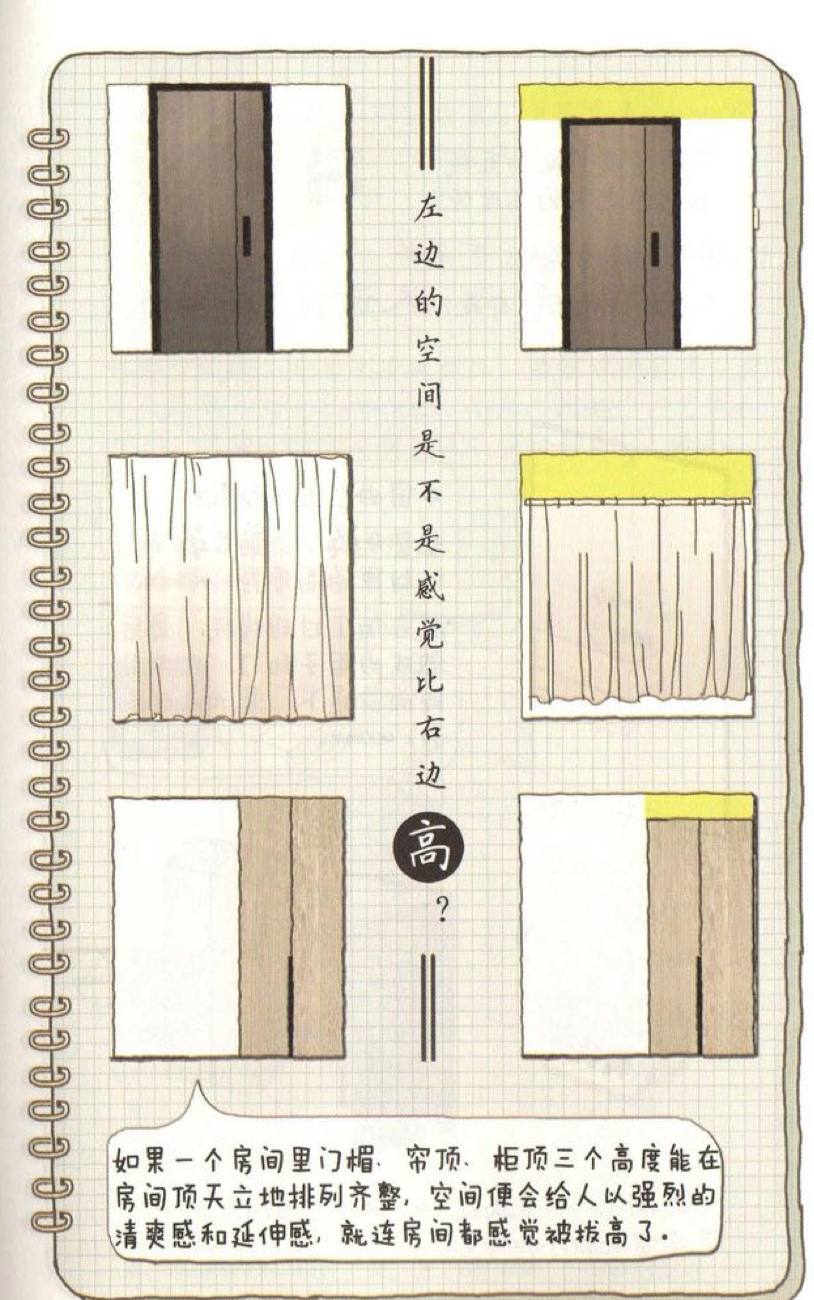 左边的空间是不是感觉比右边高？
如果一个房间里门楣、帘顶、柜顶三个高度能在
房间顶天立地排列齐整，空间便会给人以强烈的
清爽感和延伸感，就连房间都感觉被拔高了。